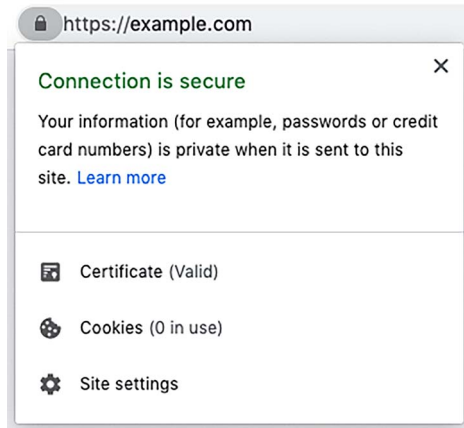 https://example.com
Connection is secure
Your information (for example, passwords or credit
card numbers) is private when it is sent to this
site. Learn more
Certificate (Valid)
Cookies (0 in use)
Site settings